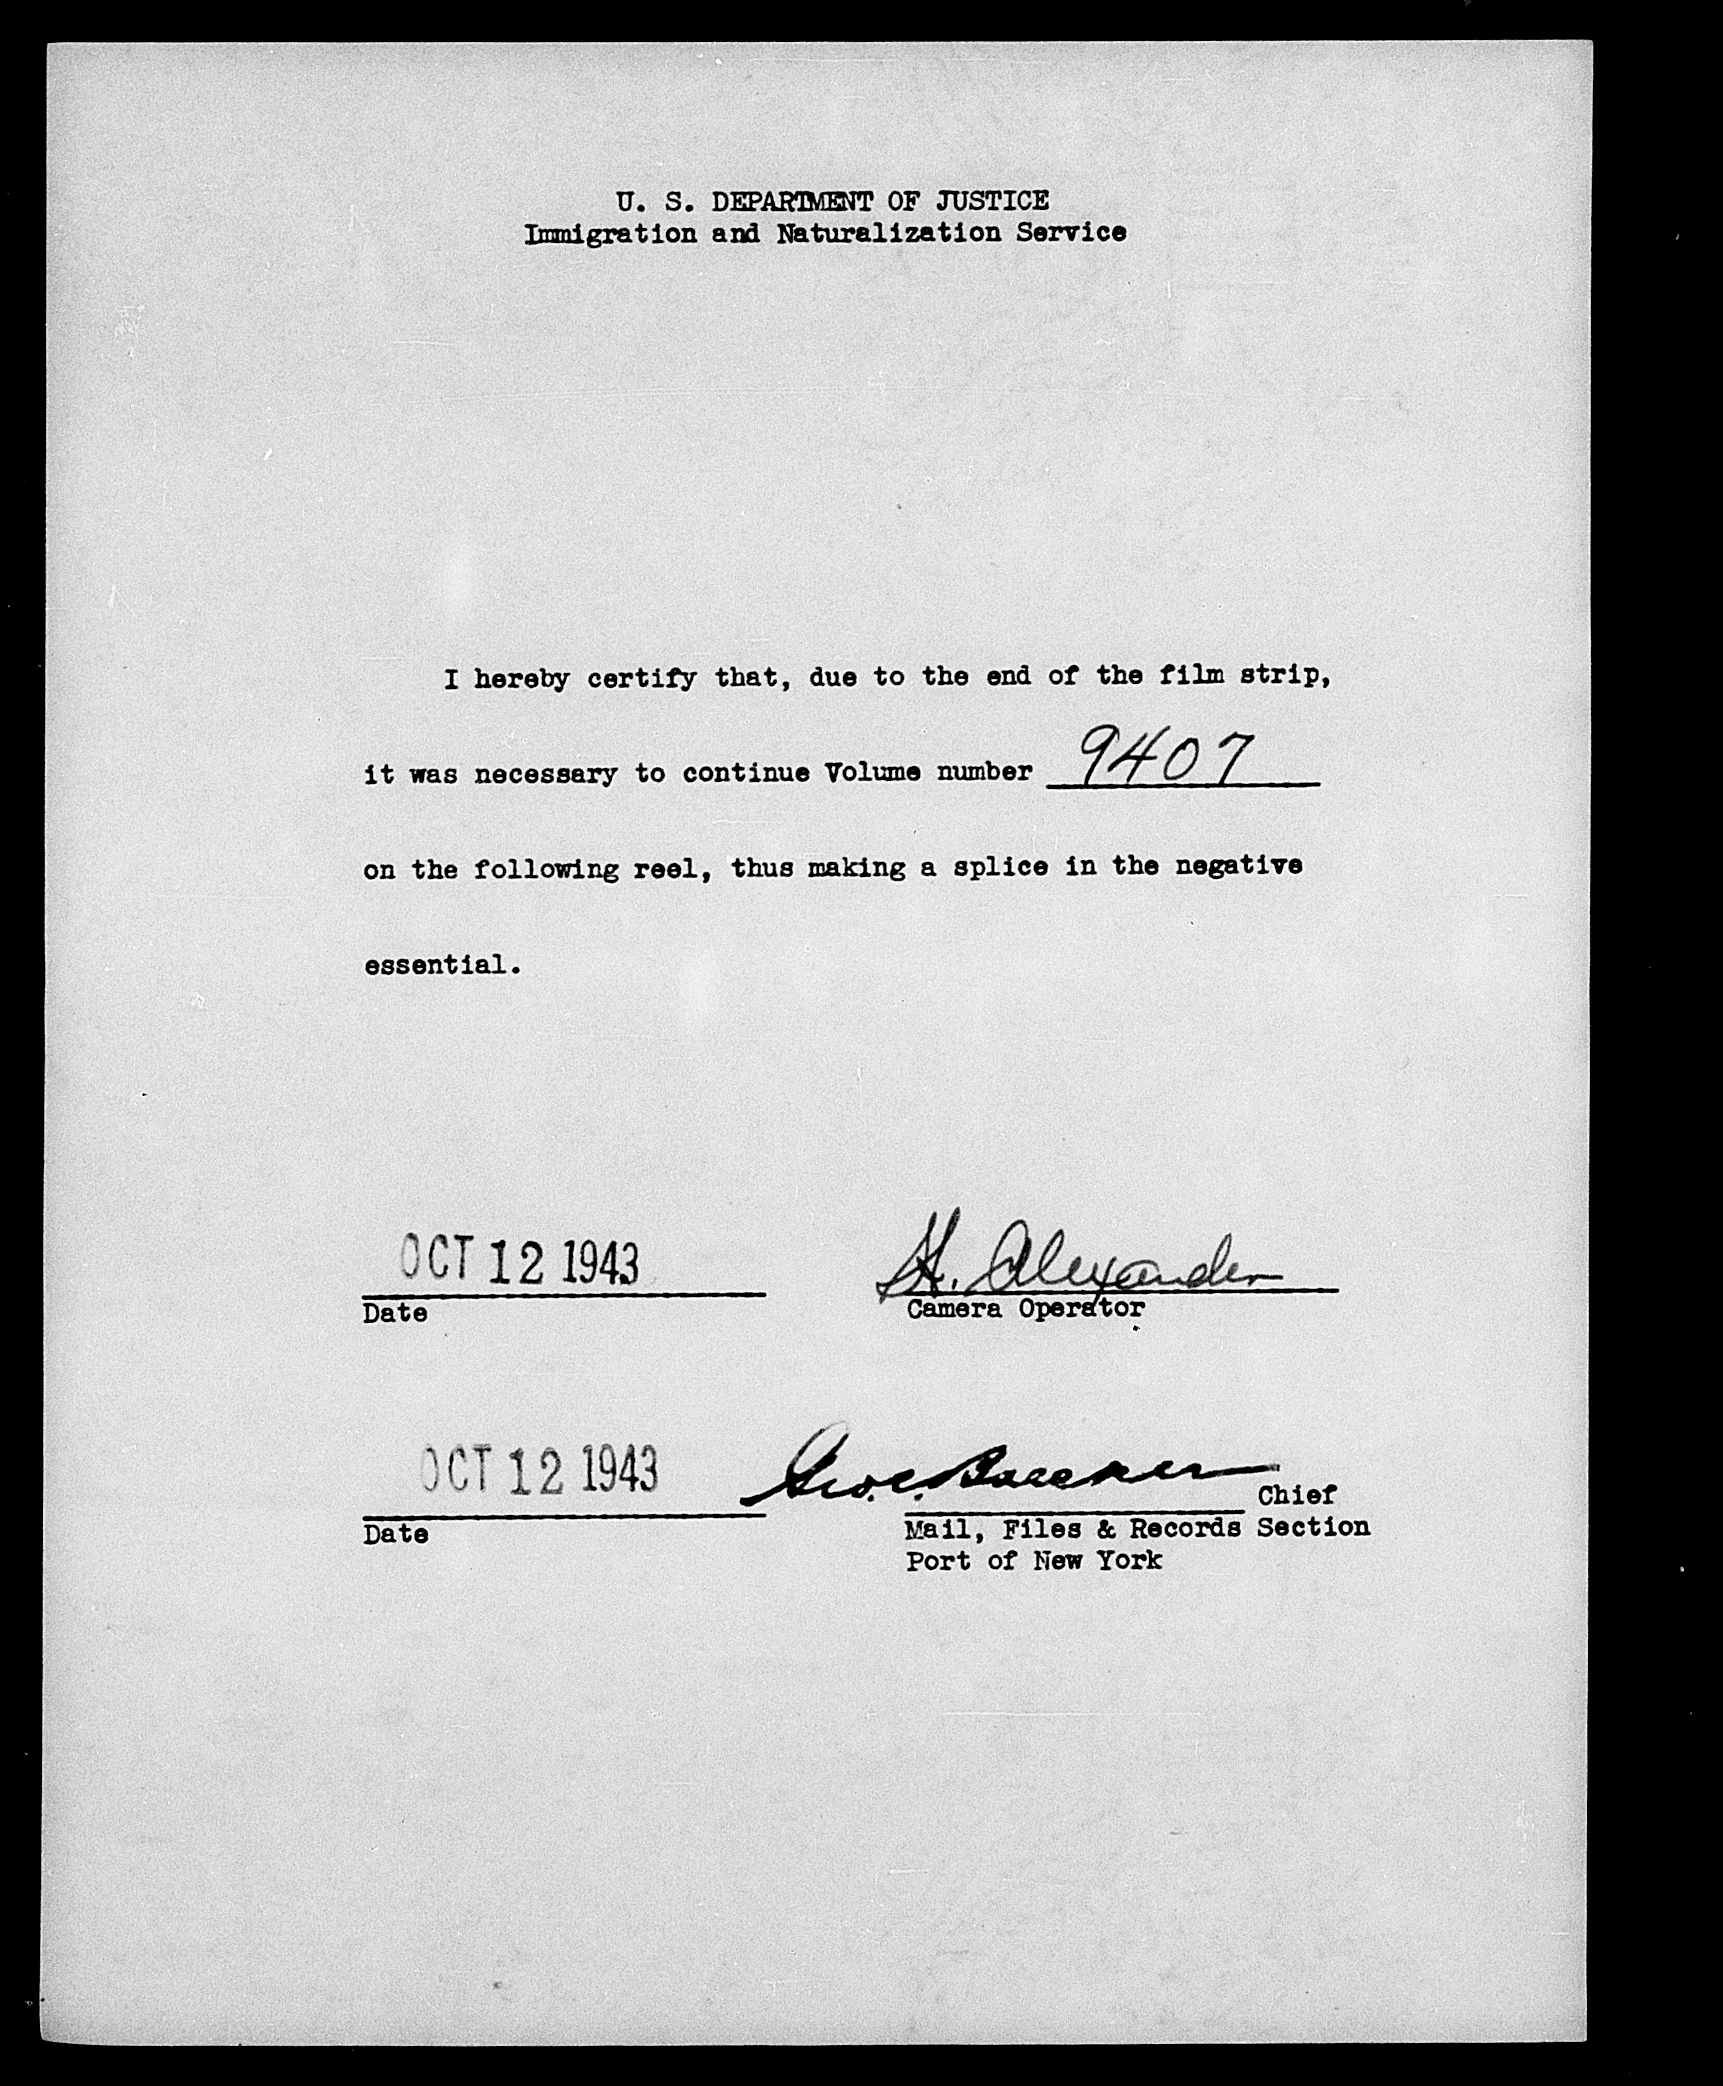 U. S. DEPARTMENT OF JUSTICE
Immigration and Naturalization Service
I hereby certify that, due to the end of the film strip,
it was necessary to continue Volume number 9407
on the following reel, thus making a splice in the negative
essential.
OCT 12 1943 H. Alexander
Date Camera Operator
OCT 12 1943 Geo. C. Chief
Date Mail, Files & Records Section
Port of New York